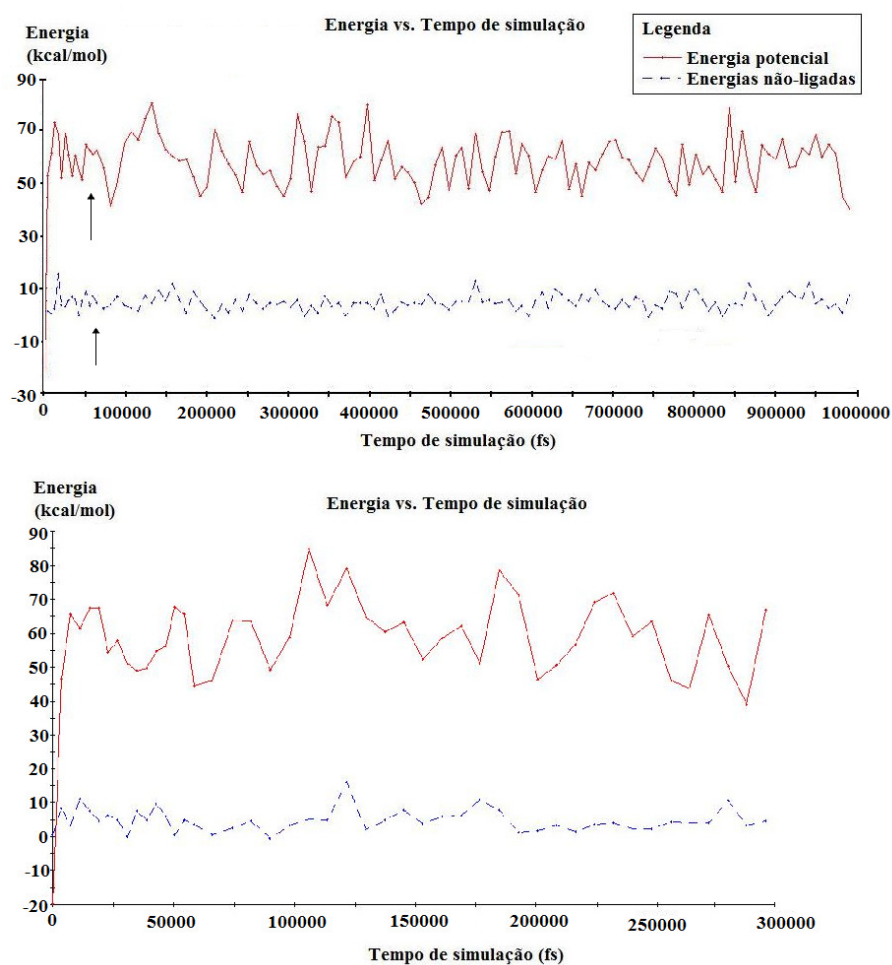 Energia
(kcal/mol)
Energia vs. Tempo de simulação
Legenda
Energia potencial
Energias não-ligadas
90
70
50
30
10
-10
-30
0 100000 200000 300000 400000 500000 600000 700000 800000 900000 1000000
Tempo de simulação (fs)
Energia
(kcal/mol)
Energia vs. Tempo de simulação
90
80
70
60
50
40
30
20
10
0
-10
-20
0 50000 100000 150000 200000 250000 300000
Tempo de simulação (fs)